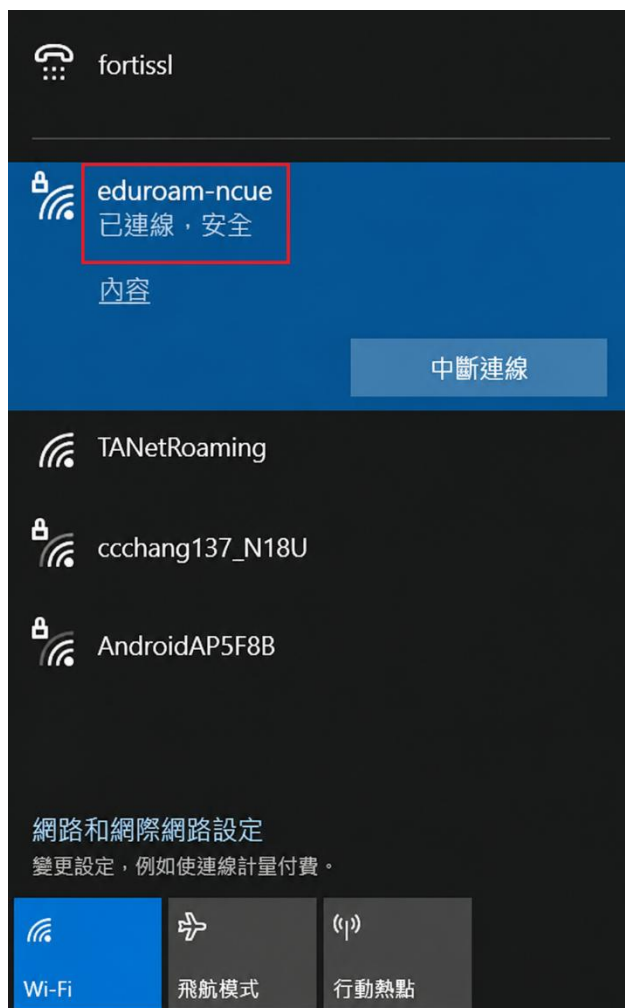 fortissl
eduroam-ncue
已連線，安全
內容
中斷連線
TANetRoaming
ccchang137_N18U
AndroidAP5F8B
網路和網際網路設定
變更設定，例如使連線計量付費。
Wi-Fi
飛航模式
行動熱點